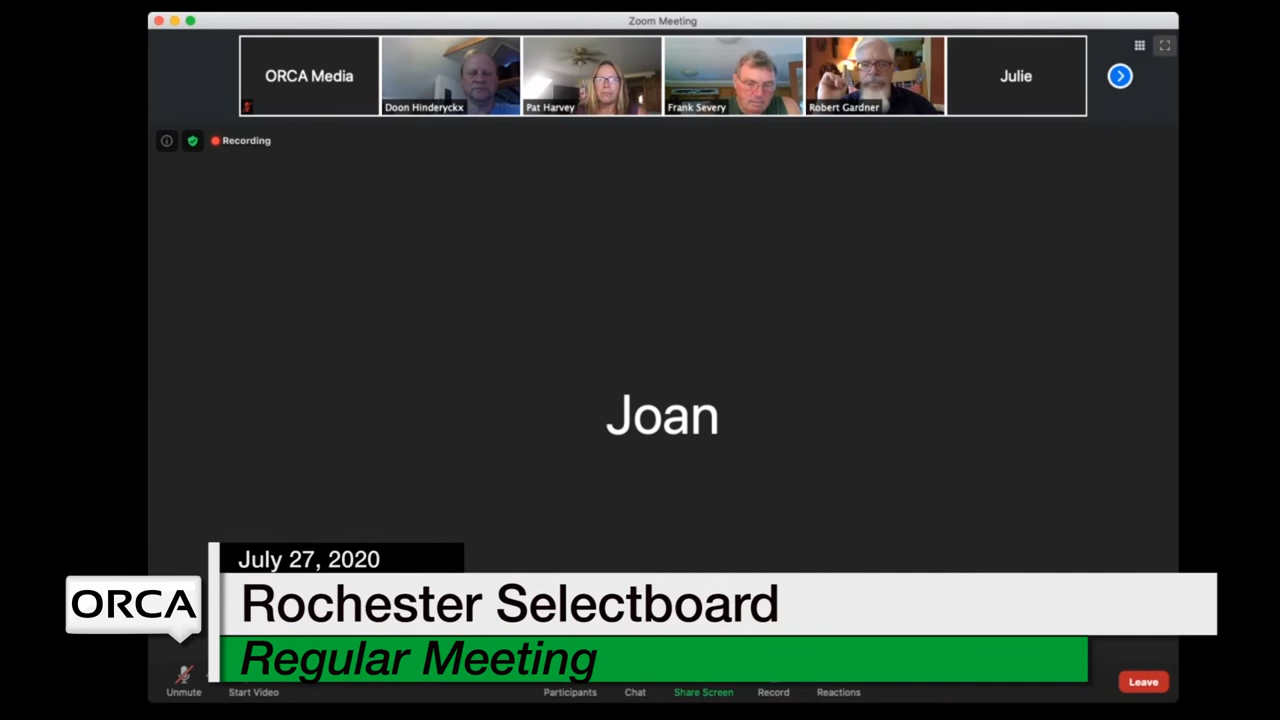 Zoom Meeting
ORCA Media
Doon Hinderyckx
Pat Harvey
Frank Severy
Robert Gardner
Julie
Recording
Joan
July 27, 2020
ORCA
Rochester Selectboard
Regular Meeting
Unmute
Start Video
Participants
Chat
Share Screen
Record
Reactions
Leave